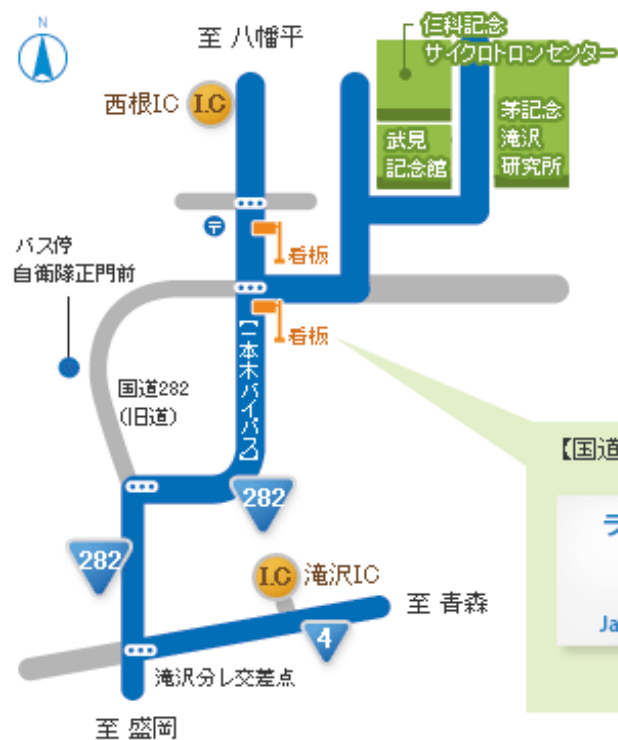 N
至 八幡平
仁科記念
サイクロトロンセンター
西根IC
I.C
武見
記念館
茅記念
滝沢
研究所
〒
看板
バス停
自衛隊正門前
看板
【一本木バイパス】
国道282
(旧道)
【国道
282
ラ
282
I.C
滝沢IC
至 青森
Ja
4
滝沢分レ交差点
至 盛岡